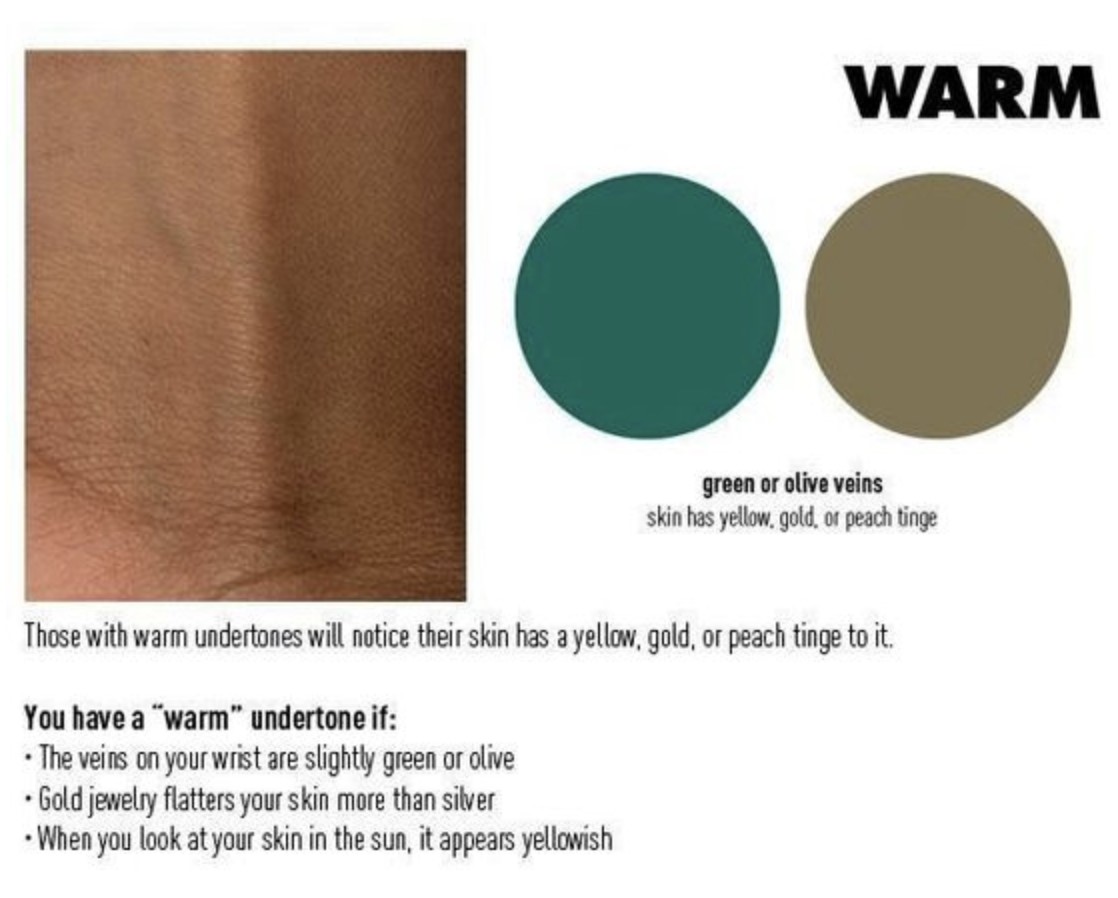 WARM
green or olive veins
skin has yellow, gold, or peach tinge
Those with warm undertones will notice their skin has a yellow, gold, or peach tinge to it.
You have a “warm” undertone if:
• The veins on your wrist are slightly green or olive
• Gold jewelry flatters your skin more than silver
• When you look at your skin in the sun, it appears yellowish